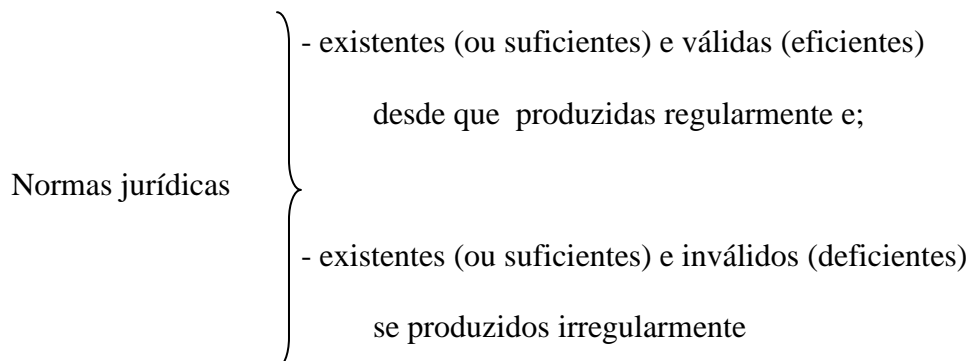 - existentes (ou suficientes) e válidas (eficientes)
desde que produzidas regularmente e;
Normas jurídicas
- existentes (ou suficientes) e inválidos (deficientes)
se produzidos irregularmente